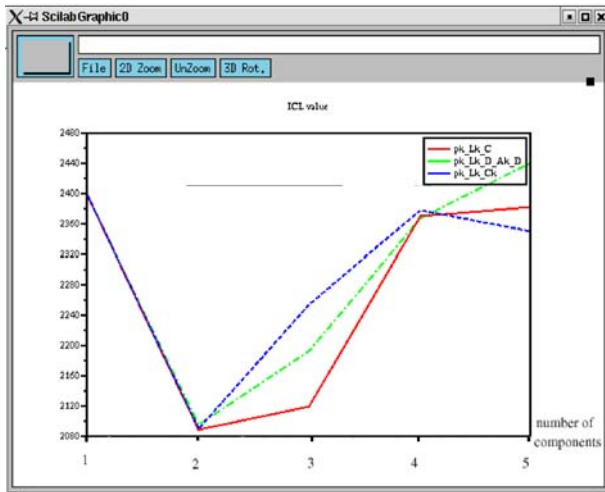 Scilab Graphic0
File 2D Zoom UnZoom 3D Rot.
ICL value
pk_Lk_C
pk_Lk_D_Ak_D
pk_Lk_Ck
2480
2440
2400
2360
2320
2280
2240
2200
2160
2120
2080
1 2 3 4 5
number of
components